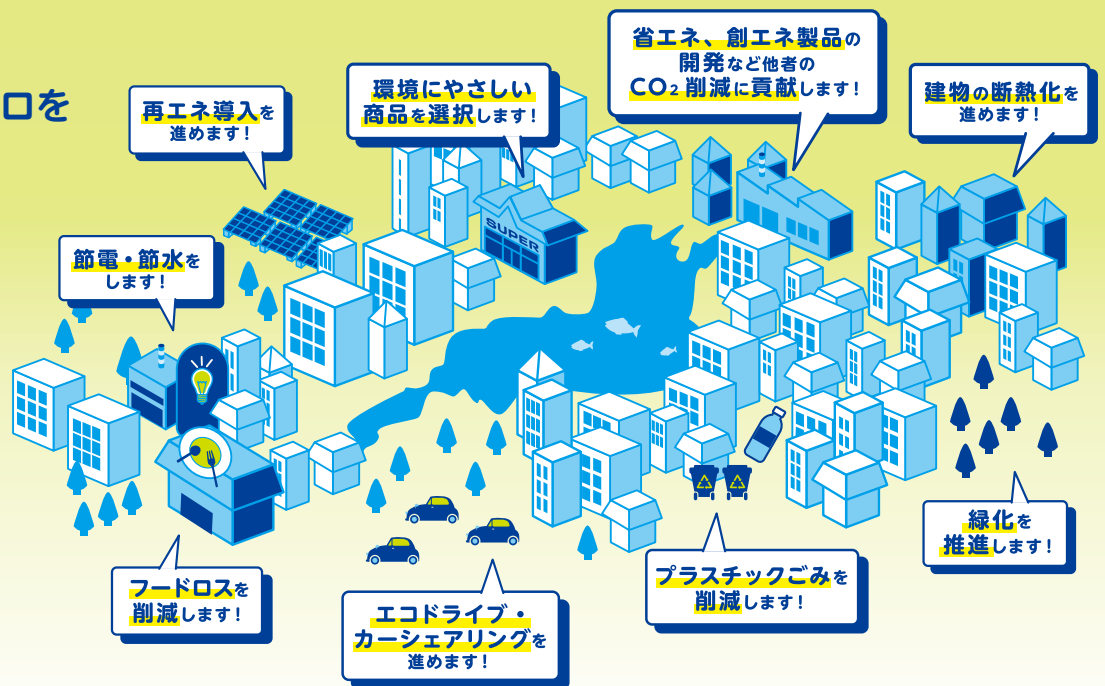 ロを
再エネ導入を
進めます!
環境にやさしい
商品を選択します!
省エネ、創エネ製品の
開発など他者の
CO₂削減に貢献します!
建物の断熱化を
進めます!
節電・節水を
します!
SUPER
フードロスを
削減します!
エコドライブ・
カーシェアリングを
進めます!
プラスチックごみを
削減します!
緑化を
推進します!